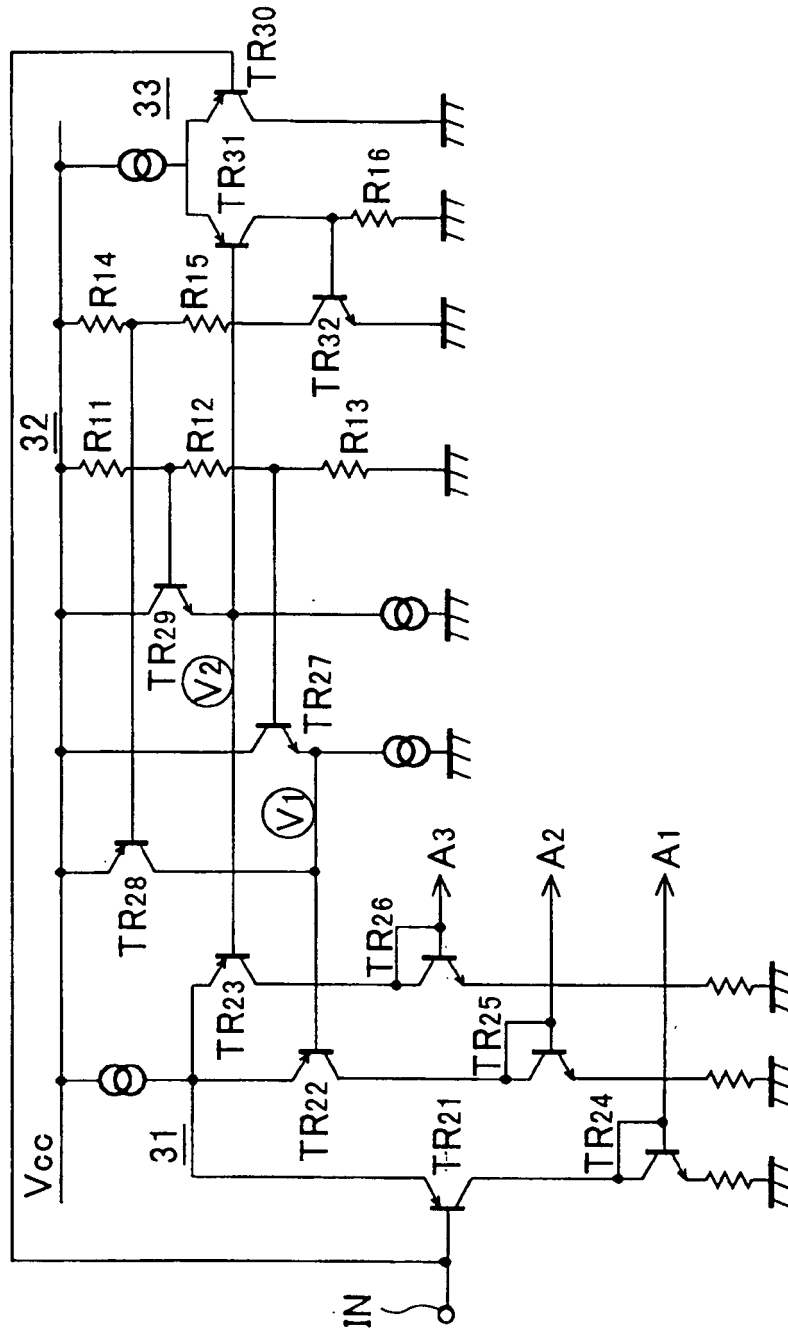 Vcc
32
33
31
R11
R12
R13
R14
R15
R16
TR30
TR31
TR32
TR29
V2
TR27
V1
TR28
TR23
TR22
TR21
TR26
TR25
TR24
A3
A2
A1
IN